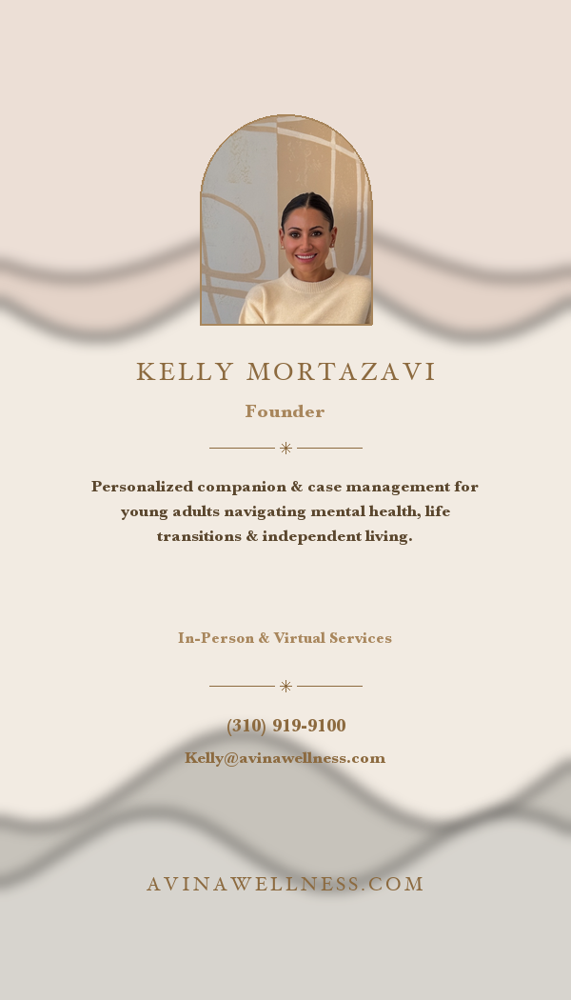 KELLY MORTAZAVI
Founder
Personalized companion & case management for
young adults navigating mental health, life
transitions & independent living.
In-Person & Virtual Services
(310) 919-9100
Kelly@avinawellness.com
AVINAWELLNESS.COM